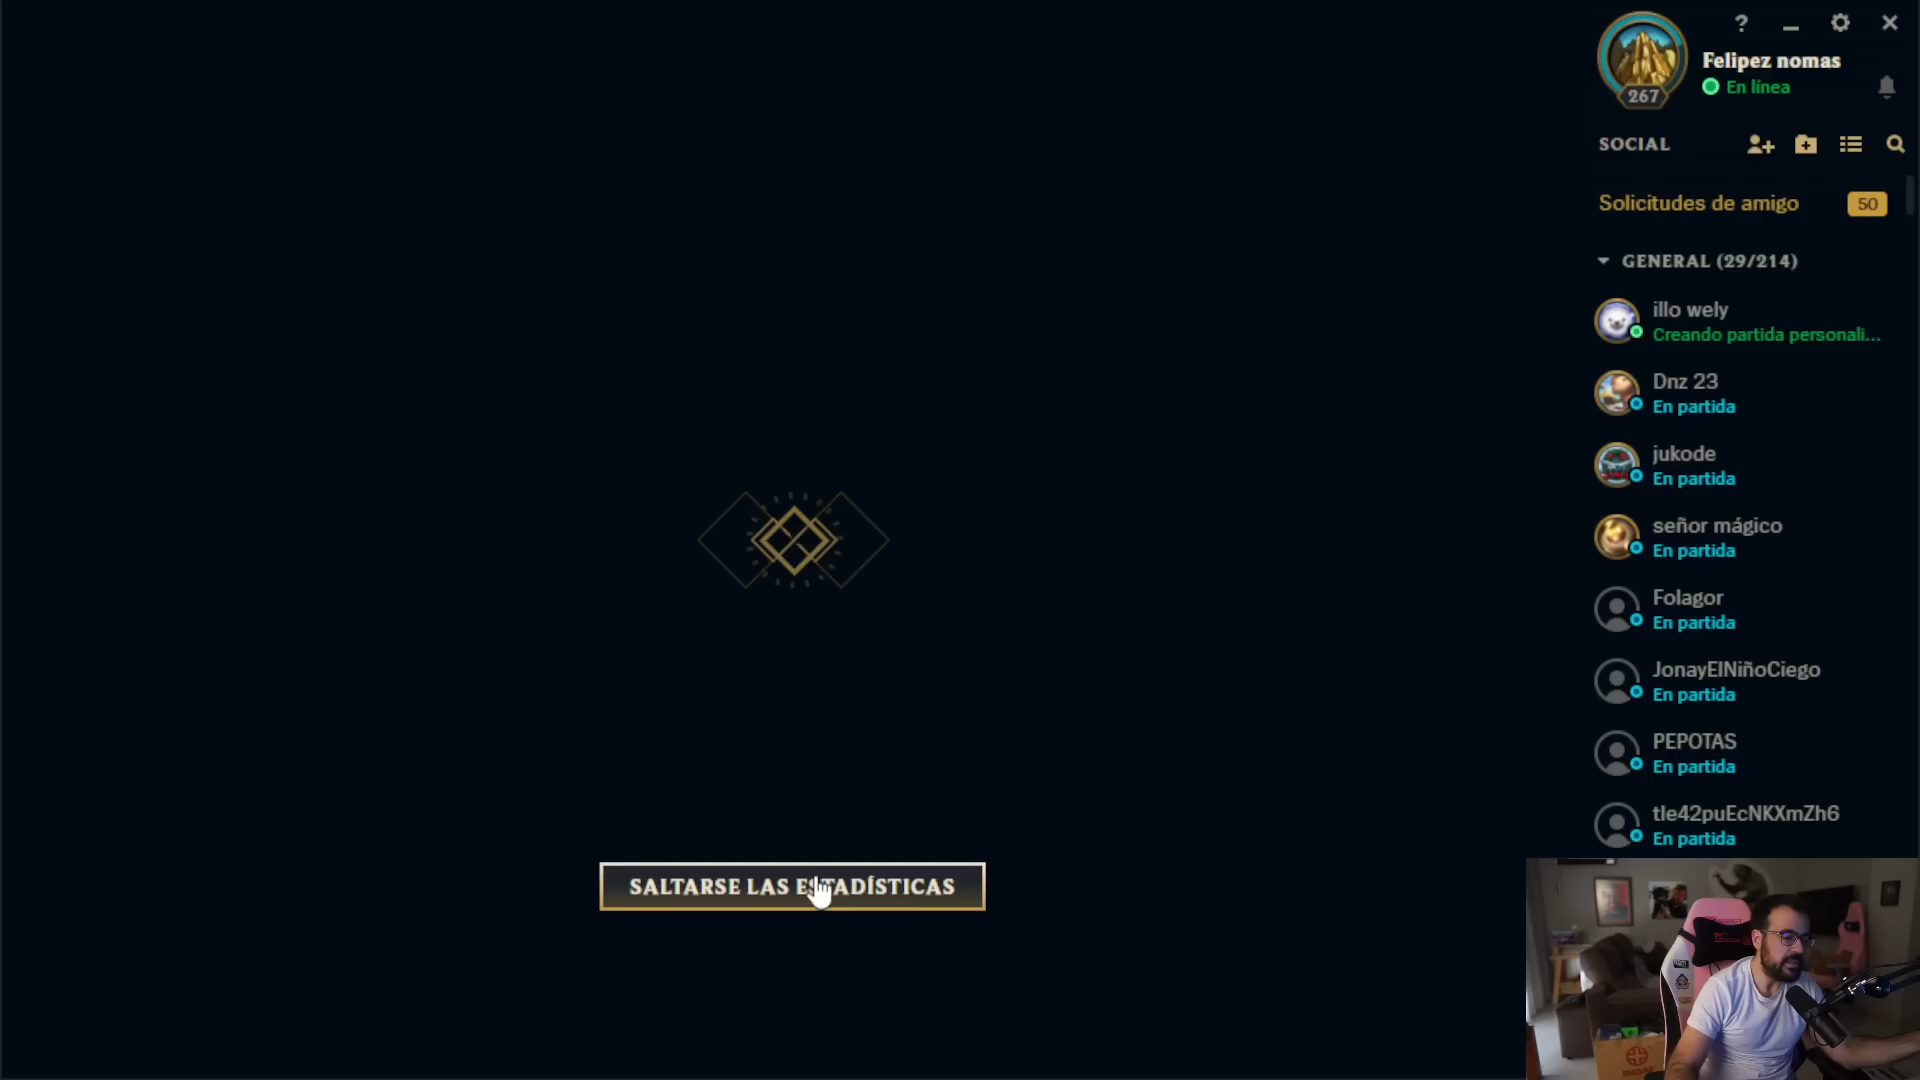 ?
Felipez nomas
En línea
267
SOCIAL
Solicitudes de amigo 50
GENERAL (29/214)
illo wely
Creando partida personali...
Dnz 23
En partida
jukode
En partida
señor mágico
En partida
Folagor
En partida
JonayElNiñoCiego
En partida
PEPOTAS
En partida
tle42puEcNKXmZh6
En partida
SALTARSE LAS ESTADÍSTICAS